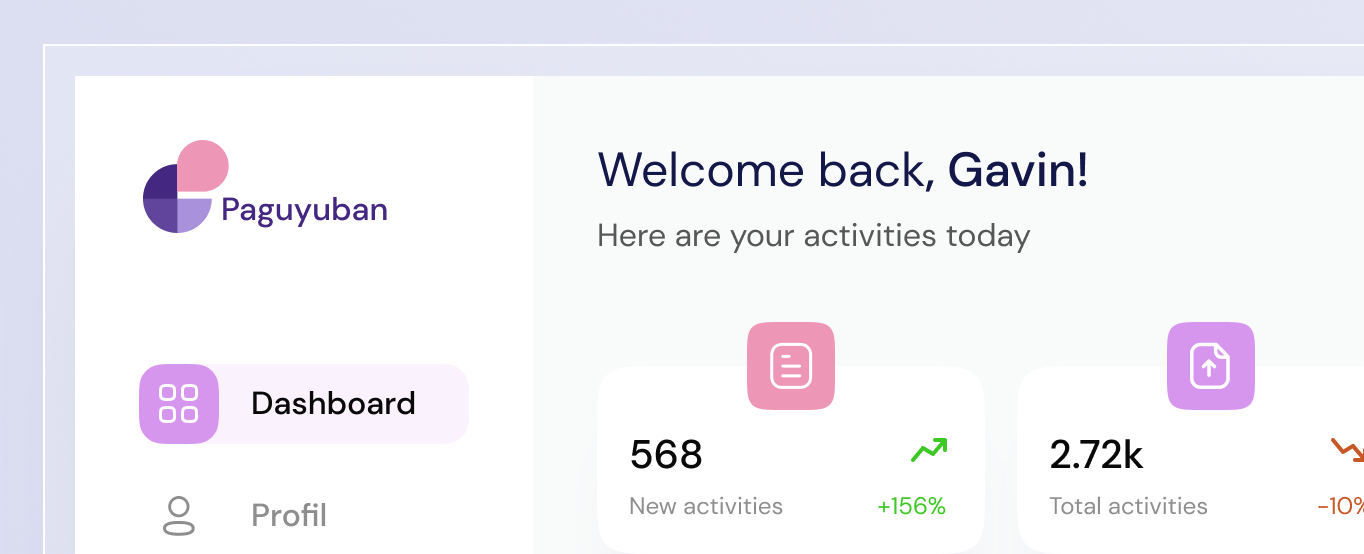 Paguyuban
Dashboard
Profil
Welcome back, Gavin!
Here are your activities today
568
New activities
+156%
2.72k
Total activities
-10%